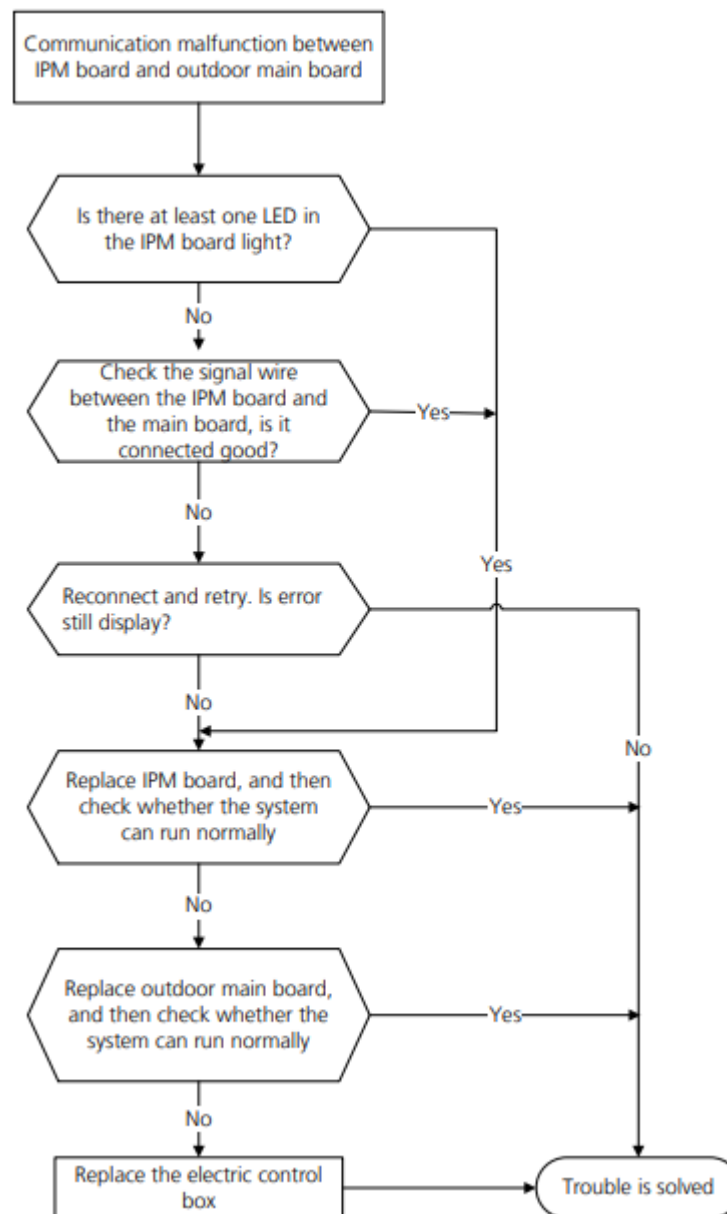 Communication malfunction between
IPM board and outdoor main board
Is there at least one LED in
the IPM board light?
No
Check the signal wire
between the IPM board and
the main board, is it
connected good?
Yes
No
Yes
Reconnect and retry. Is error
still display?
No
No
Replace IPM board, and then
check whether the system
can run normally
Yes
No
Replace outdoor main board,
and then check whether the
system can run normally
Yes
No
Replace the electric control
box
Trouble is solved